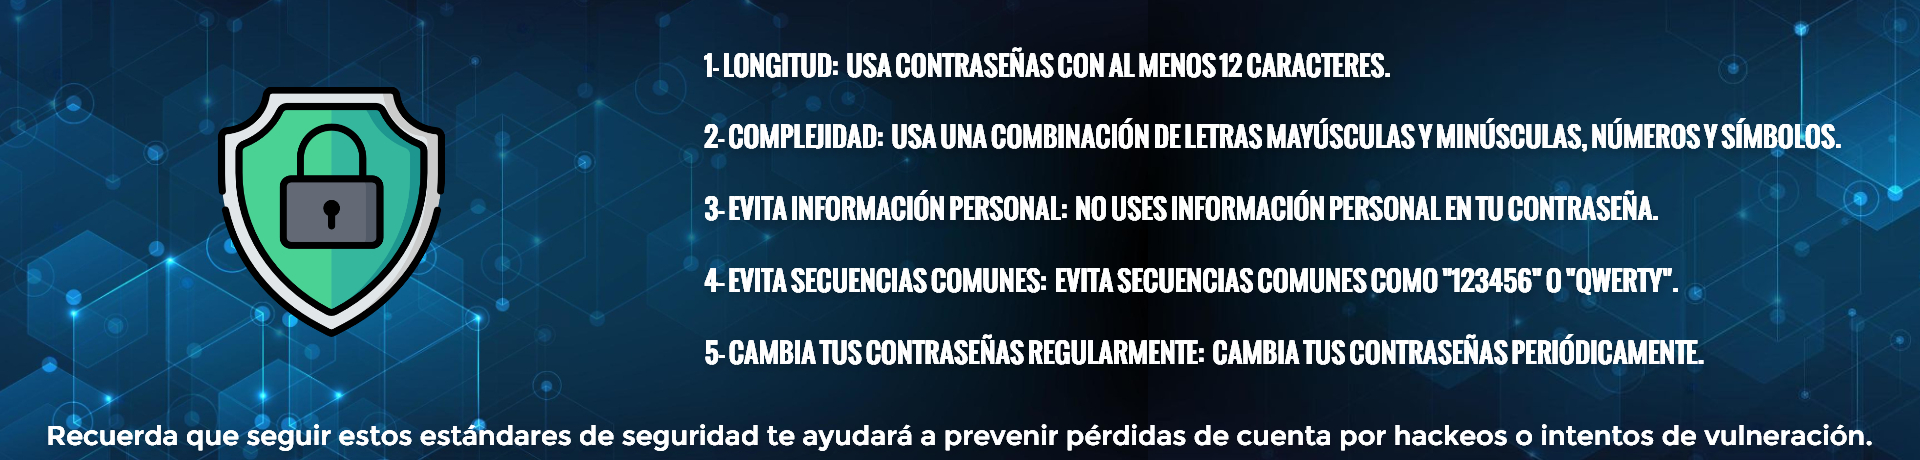 1- LONGITUD: USA CONTRASEÑAS CON AL MENOS 12 CARACTERES.
2- COMPLEJIDAD: USA UNA COMBINACIÓN DE LETRAS MAYÚSCULAS Y MINÚSCULAS, NÚMEROS Y SÍMBOLOS.
3- EVITA INFORMACIÓN PERSONAL: NO USES INFORMACIÓN PERSONAL EN TU CONTRASEÑA.
4- EVITA SECUENCIAS COMUNES: EVITA SECUENCIAS COMUNES COMO "123456" O "QWERTY".
5- CAMBIA TUS CONTRASEÑAS REGULARMENTE: CAMBIA TUS CONTRASEÑAS PERIÓDICAMENTE.
Recuerda que seguir estos estándares de seguridad te ayudará a prevenir pérdidas de cuenta por hackeos o intentos de vulneración.